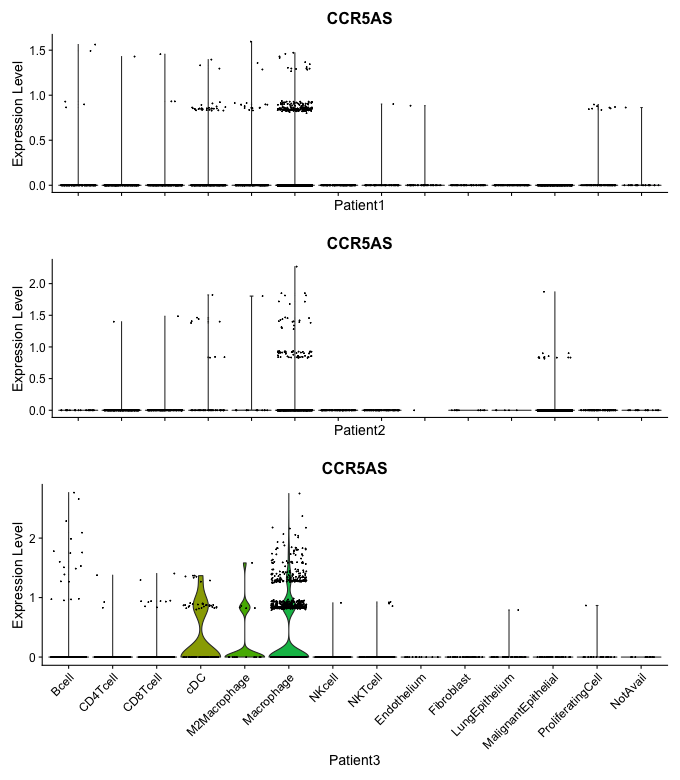 CCR5AS
Expression Level
1.5
1.0
0.5
0.0
Patient1
CCR5AS
Expression Level
2.0
1.5
1.0
0.5
0.0
Patient2
CCR5AS
Expression Level
2
1
0
Bcell
CD4Tcell
CD8Tcell
cDC
M2Macrophage
Macrophage
NKcell
NKTcell
Endothelium
Fibroblast
LungEpithelium
MalignantEpithelial
ProliferatingCell
NotAvail
Patient3